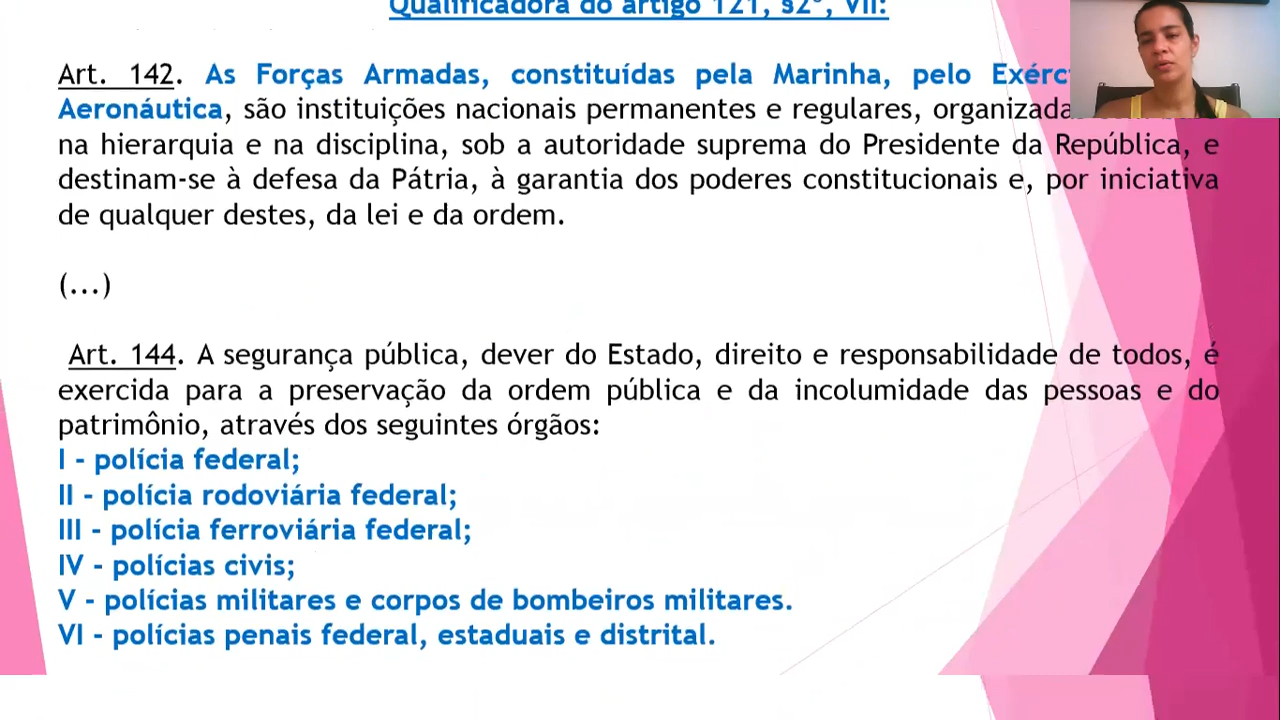 Qualificadora do artigo 121, §2º, VII:
Art. 142. As Forças Armadas, constituídas pela Marinha, pelo
Aeronáutica, são instituições nacionais permanentes e regulares,
na hierarquia e na disciplina, sob a autoridade suprema do Presidente da República, e
destinam-se à defesa da Pátria, à garantia dos poderes constitucionais e, por iniciativa
de qualquer destes, da lei e da ordem.
(...)
Art. 144. A segurança pública, dever do Estado, direito e responsabilidade de todos, é
exercida para a preservação da ordem pública e da incolumidade das pessoas e do
patrimônio, através dos seguintes órgãos:
I - polícia federal;
II - polícia rodoviária federal;
III - polícia ferroviária federal;
IV - polícias civis;
V - polícias militares e corpos de bombeiros militares.
VI - polícias penais federal, estaduais e distrital.